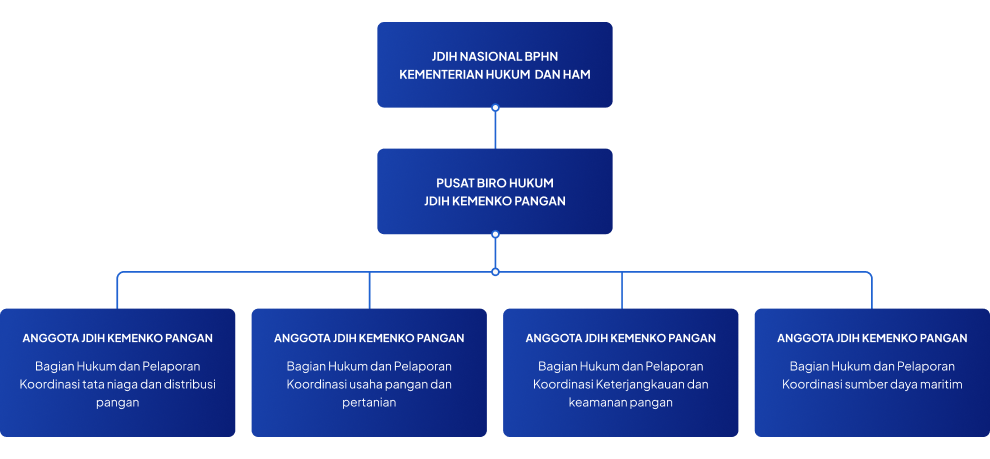 JDIH NASIONAL BPHN
KEMENTERIAN HUKUM DAN HAM
PUSAT BIRO HUKUM
JDIH KEMENKO PANGAN
ANGGOTA JDIH KEMENKO PANGAN
Bagian Hukum dan Pelaporan
Koordinasi tata niaga dan distribusi
pangan
ANGGOTA JDIH KEMENKO PANGAN
Bagian Hukum dan Pelaporan
Koordinasi usaha pangan dan
pertanian
ANGGOTA JDIH KEMENKO PANGAN
Bagian Hukum dan Pelaporan
Koordinasi Keterjangkauan dan
keamanan pangan
ANGGOTA JDIH KEMENKO PANGAN
Bagian Hukum dan Pelaporan
Koordinasi sumber daya maritim